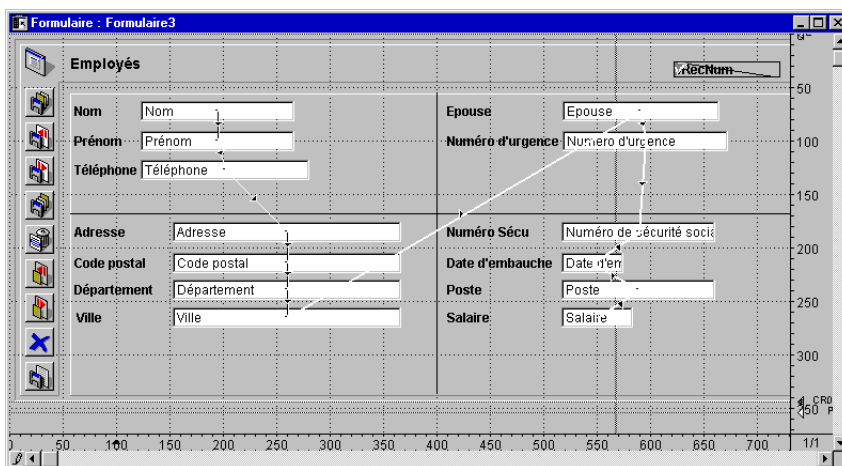 Formulaire : Formulaire3
Employés
RecNum
50
Nom Nom Epouse Epouse
Prénom Prénom Numéro d'urgence Numéro d'urgence
100
Téléphone Téléphone
150
Adresse Adresse Numéro Sécu Numéro de sécurité socia
200
Code postal Code postal Date d'embauche Date d'em
Département Département Poste Poste
250
Ville Ville Salaire Salaire
300
CRO
350 P
50 100 150 200 250 300 350 400 450 500 550 600 650 700 1/1